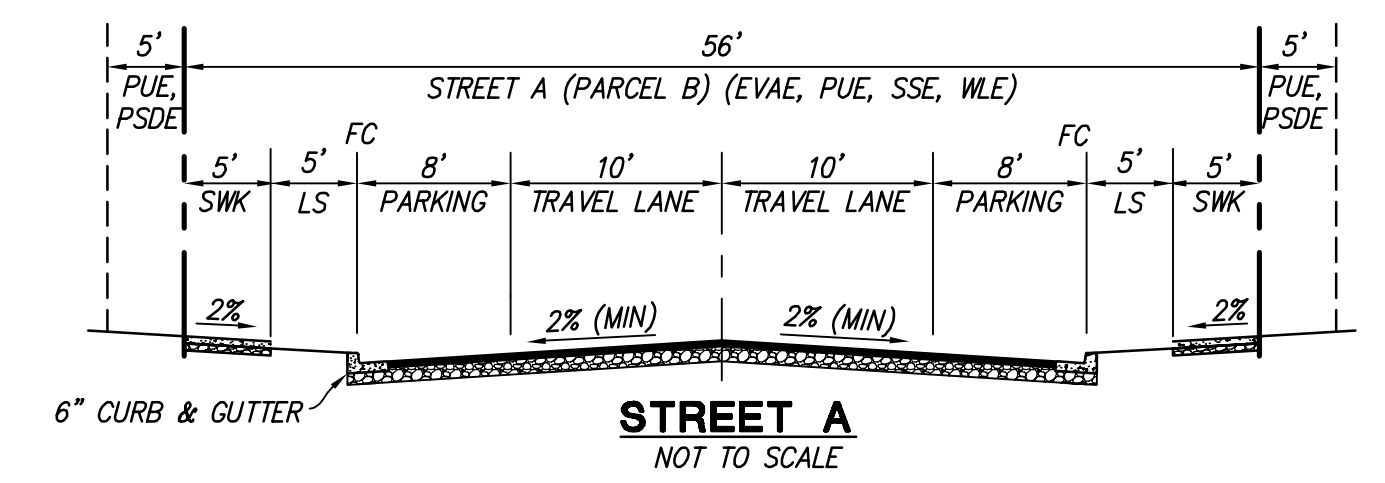 5' 56' 5'
PUE, PSDE
STREET A (PARCEL B) (EVAE, PUE, SSE, WLE)
PUE, PSDE
FC FC
5' 5' 8' 10' 10' 8' 5' 5'
SWK LS PARKING TRAVEL LANE TRAVEL LANE PARKING LS SWK
2% 2% (MIN) 2% (MIN) 2%
6" CURB & GUTTER
STREET A
NOT TO SCALE